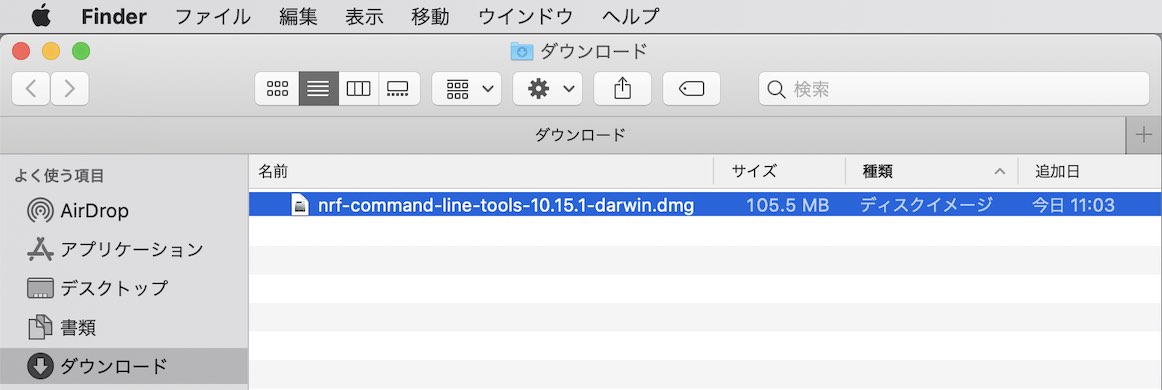 Finder ファイル 編集 表示 移動 ウインドウ ヘルプ
ダウンロード
検索
ダウンロード
よく使う項目
AirDrop
アプリケーション
デスクトップ
書類
ダウンロード
名前 サイズ 種類 追加日
nrf-command-line-tools-10.15.1-darwin.dmg 105.5 MB ディスクイメージ 今日 11:03